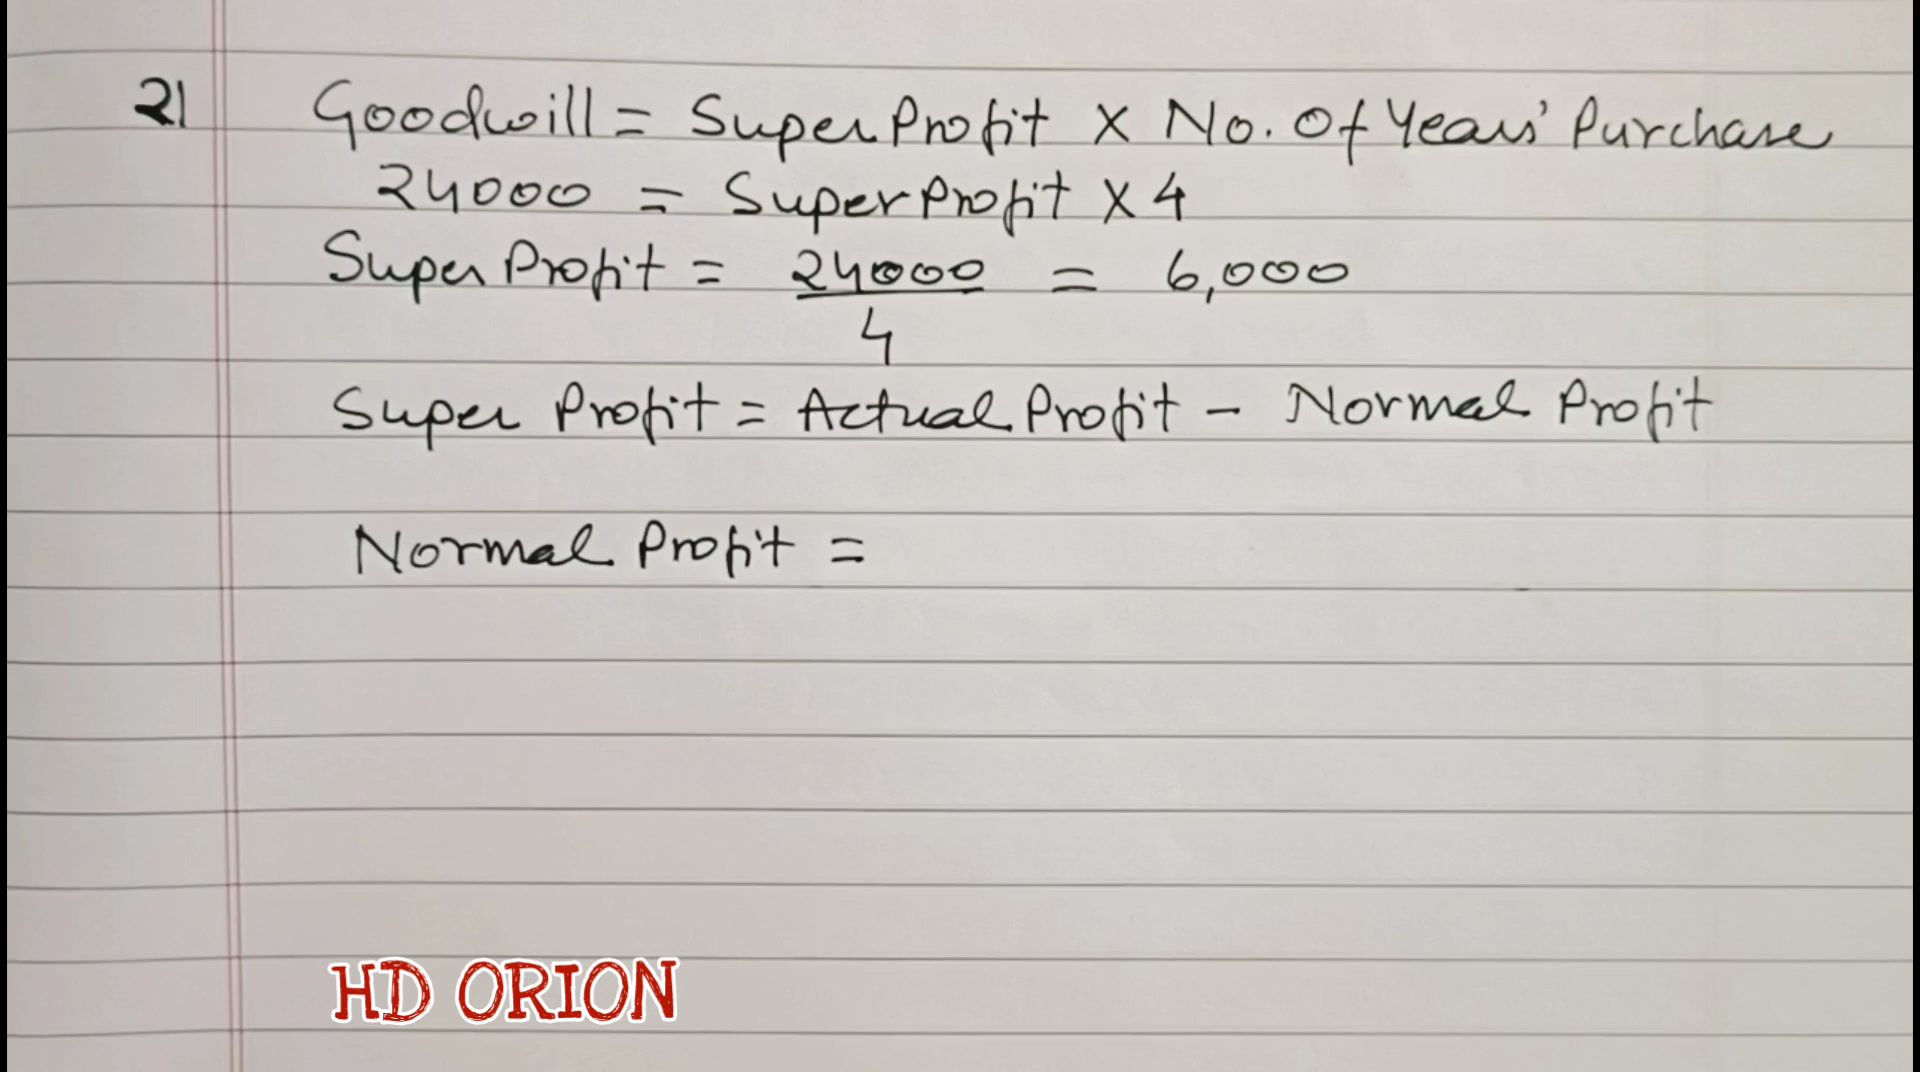 21 Goodwill = Super Profit X No. Of Years' Purchase
24000 = Super Profit X 4
Super Profit = 24000 = 6,000
4
Super Profit = Actual Profit - Normal Profit
Normal Profit =
HD ORION